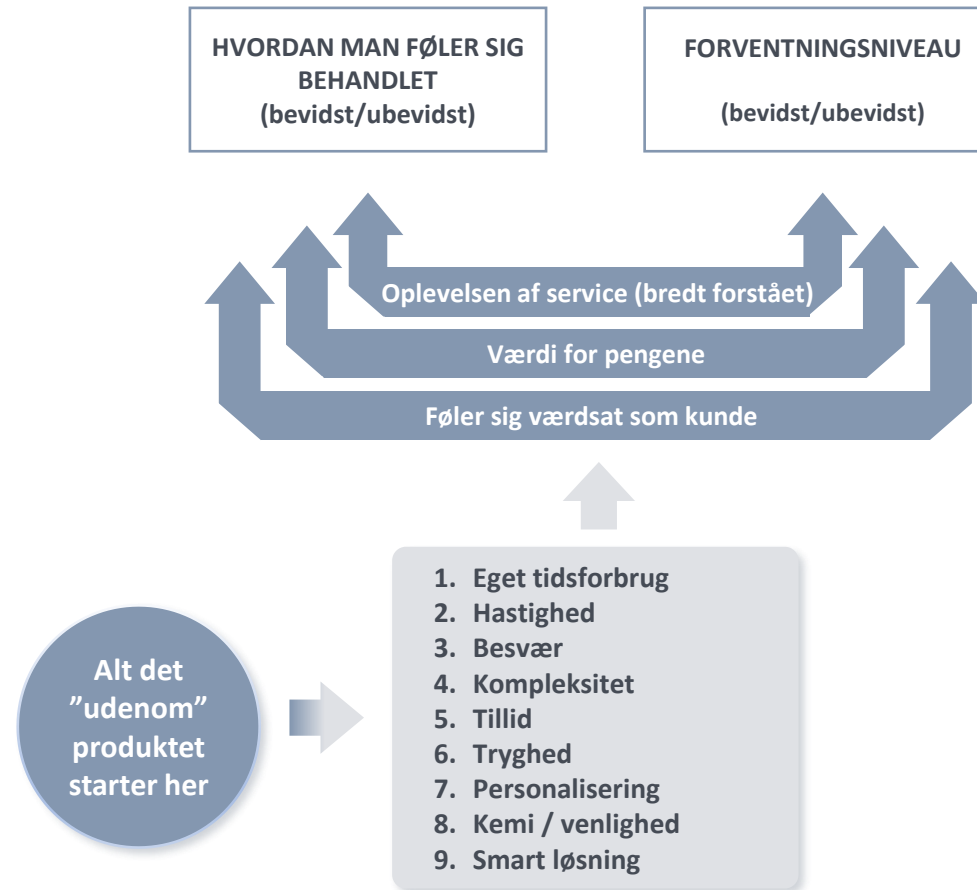 HVORDAN MAN FØLER SIG
BEHANDLET
(bevidst/ubevidst)
FORVENTNINGSNIVEAU
(bevidst/ubevidst)
Oplevelsen af service (bredt forstået)
Værdi for pengene
Føler sig værdsat som kunde
Alt det
”udenom”
produktet
starter her
1. Eget tidsforbrug
2. Hastighed
3. Besvær
4. Kompleksitet
5. Tillid
6. Tryghed
7. Personalisering
8. Kemi / venlighed
9. Smart løsning